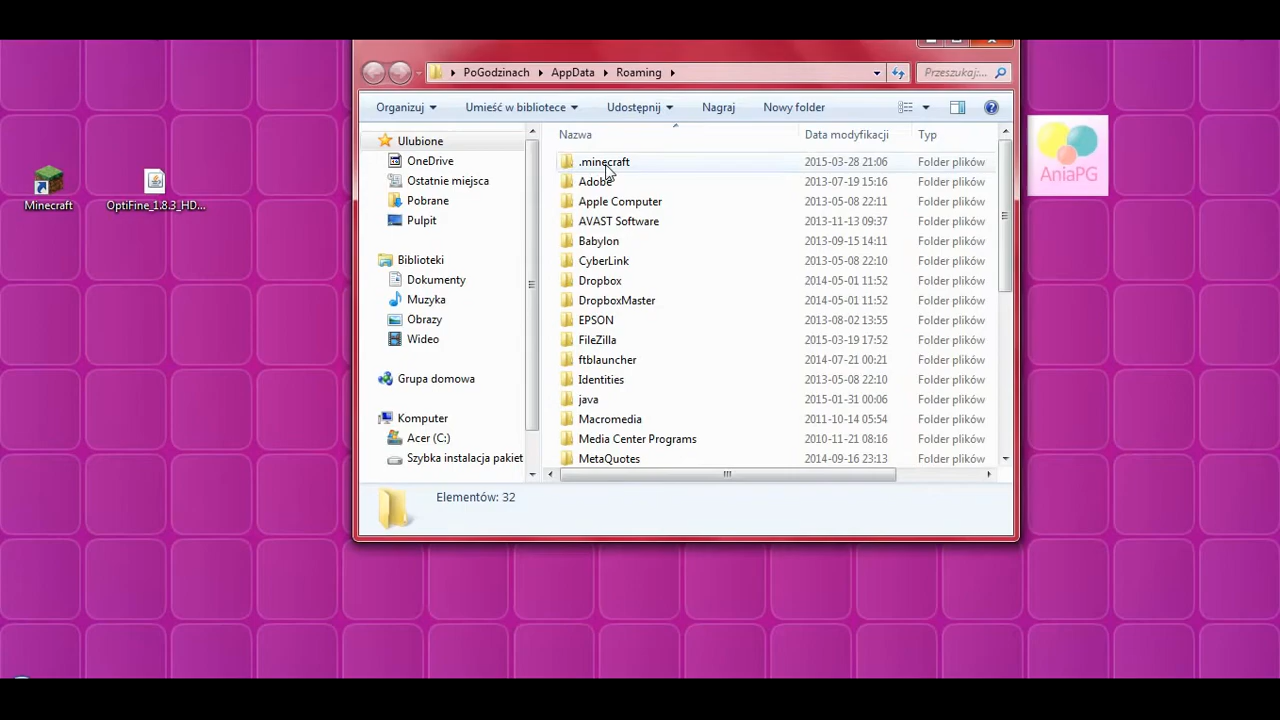 PoGodzinach AppData Roaming Przeszukaj:...
Organizuj Umieść w bibliotece Udostępnij Nagraj Nowy folder
Ulubione
OneDrive
Ostatnie miejsca
Pobrane
Pulpit
Biblioteki
Dokumenty
Muzyka
Obrazy
Wideo
Grupa domowa
Komputer
Acer (C:)
Szybka instalacja pakiet
Nazwa Data modyfikacji Typ
.minecraft 2015-03-28 21:06 Folder plików
Adobe 2013-07-19 15:16 Folder plików
Apple Computer 2013-05-08 22:11 Folder plików
AVAST Software 2013-11-13 09:37 Folder plików
Babylon 2013-09-15 14:11 Folder plików
CyberLink 2013-05-08 22:10 Folder plików
Dropbox 2014-05-01 11:52 Folder plików
DropboxMaster 2014-05-01 11:52 Folder plików
EPSON 2013-08-02 13:55 Folder plików
FileZilla 2015-03-19 17:52 Folder plików
ftblauncher 2014-07-21 00:21 Folder plików
Identities 2013-05-08 22:10 Folder plików
java 2015-01-31 00:06 Folder plików
Macromedia 2011-10-14 05:54 Folder plików
Media Center Programs 2010-11-21 08:16 Folder plików
MetaQuotes 2014-09-16 23:13 Folder plików
Elementów: 32
Minecraft
OptiFine_1.8.3_HD...
AniaPG